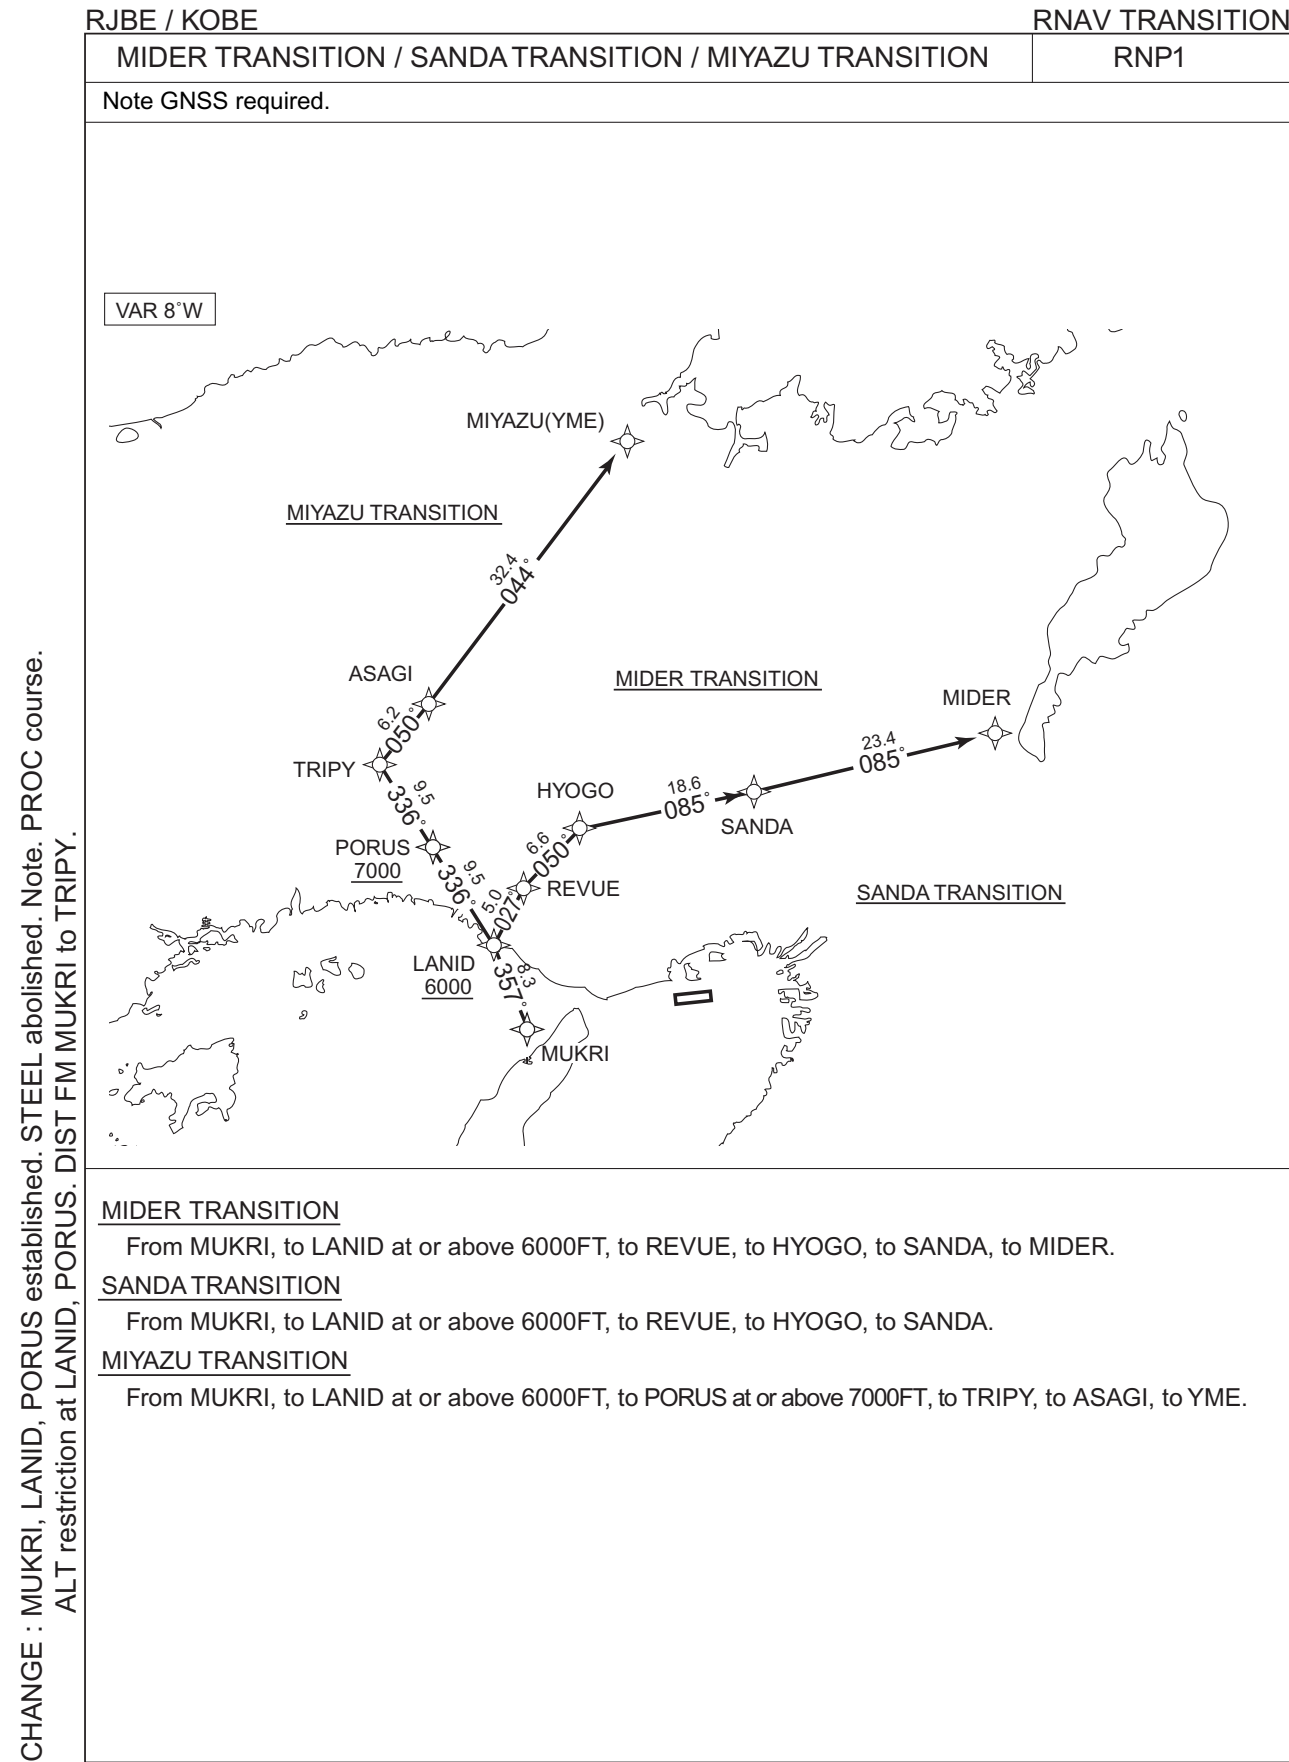 RJBE / KOBE
RNAV TRANSITION
MIDER TRANSITION / SANDA TRANSITION / MIYAZU TRANSITION
RNP1
Note GNSS required.
VAR 8°W
MIYAZU(YME)
MIYAZU TRANSITION
32.4
044°
ASAGI
6.2
050°
TRIPY
MIDER TRANSITION
MIDER
23.4
085°
9.5
336°
HYOGO
18.6
085°
SANDA
PORUS
7000
6.6
050°
REVUE
9.5
336°
5.0
027°
SANDA TRANSITION
LANID
6000
8.3
357°
MUKRI
MIDER TRANSITION
From MUKRI, to LANID at or above 6000FT, to REVUE, to HYOGO, to SANDA, to MIDER.
SANDA TRANSITION
From MUKRI, to LANID at or above 6000FT, to REVUE, to HYOGO, to SANDA.
MIYAZU TRANSITION
From MUKRI, to LANID at or above 6000FT, to PORUS at or above 7000FT, to TRIPY, to ASAGI, to YME.
CHANGE : MUKRI, LANID, PORUS established. STEEL abolished. Note. PROC course.
ALT restriction at LANID, PORUS. DIST FM MUKRI to TRIPY.